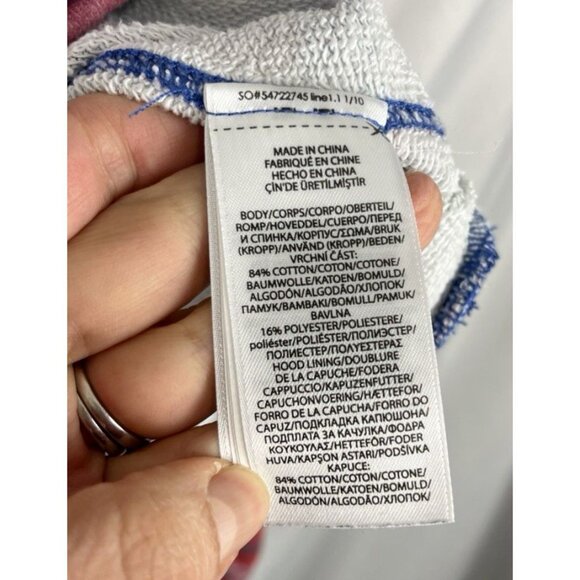 SO#54722745 line1.1 1/10
MADE IN CHINA
FABRIQUÉ EN CHINE
HECHO EN CHINA
ÇİN'DE ÜRETİLMİŞTİR
BODY/CORPS/CORPO/OBERTEIL/
ROMP/HOVEDDEL/CUERPO/ПЕРЕД
И СПИНКА/КОРПУС/ΣΩΜΑ/BRUK
(KROPP)/ANVÄND (KROPP)/BEDEN/
VRCHNÍ ČÁST:
84% COTTON/COTON/COTONE/
BAUMWOLLE/KATOEN/BOMULD/
ALGODÓN/ALGODÃO/ХЛОПОК/
ПАМУК/ΒΑΜΒΑΚΙ/BOMULL/PAMUK/
BAVLNA
16% POLYESTER/POLIESTERE/
poliéster/POLIÉSTER/ПОЛИЭСТЕР/
ПОЛИЕСТЕР/ΠΟΛΥΕΣΤΕΡΑΣ
HOOD LINING/DOUBLURE
DE LA CAPUCHE/FODERA
CAPPUCCIO/KAPUZENFUTTER/
CAPUCHONVOERING/HÆTTEFOR/
FORRO DE LA CAPUCHA/FORRO DO
CAPUZ/ПОДКЛАДКА КАПЮШОНА/
ПОДПЛАТА ЗА КАЧУЛКА/ΦΟΔΡΑ
ΚΟΥΚΟΥΛΑΣ/HETTEFÓR/FODER
HUVA/KAPŞON ASTARI/PODŠÍVKA
KAPUCE:
84% COTTON/COTON/COTONE/
BAUMWOLLE/KATOEN/BOMULD/
ALGODÓN/ALGODÃO/ХЛОПОК/